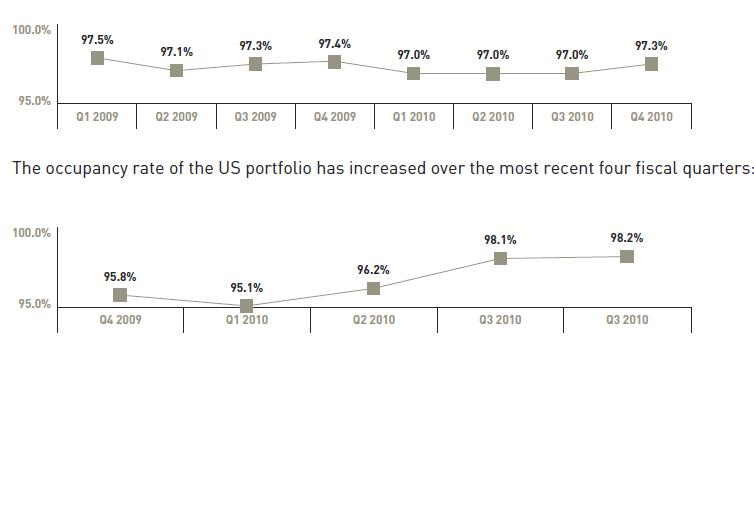 100.0%
97.5% 97.1% 97.3% 97.4% 97.0% 97.0% 97.0% 97.3%
95.0%
Q1 2009 Q2 2009 Q3 2009 Q4 2009 Q1 2010 Q2 2010 Q3 2010 Q4 2010
The occupancy rate of the US portfolio has increased over the most recent four fiscal quarters:
100.0%
95.8% 95.1% 96.2% 98.1% 98.2%
95.0%
Q4 2009 Q1 2010 Q2 2010 Q3 2010 Q3 2010